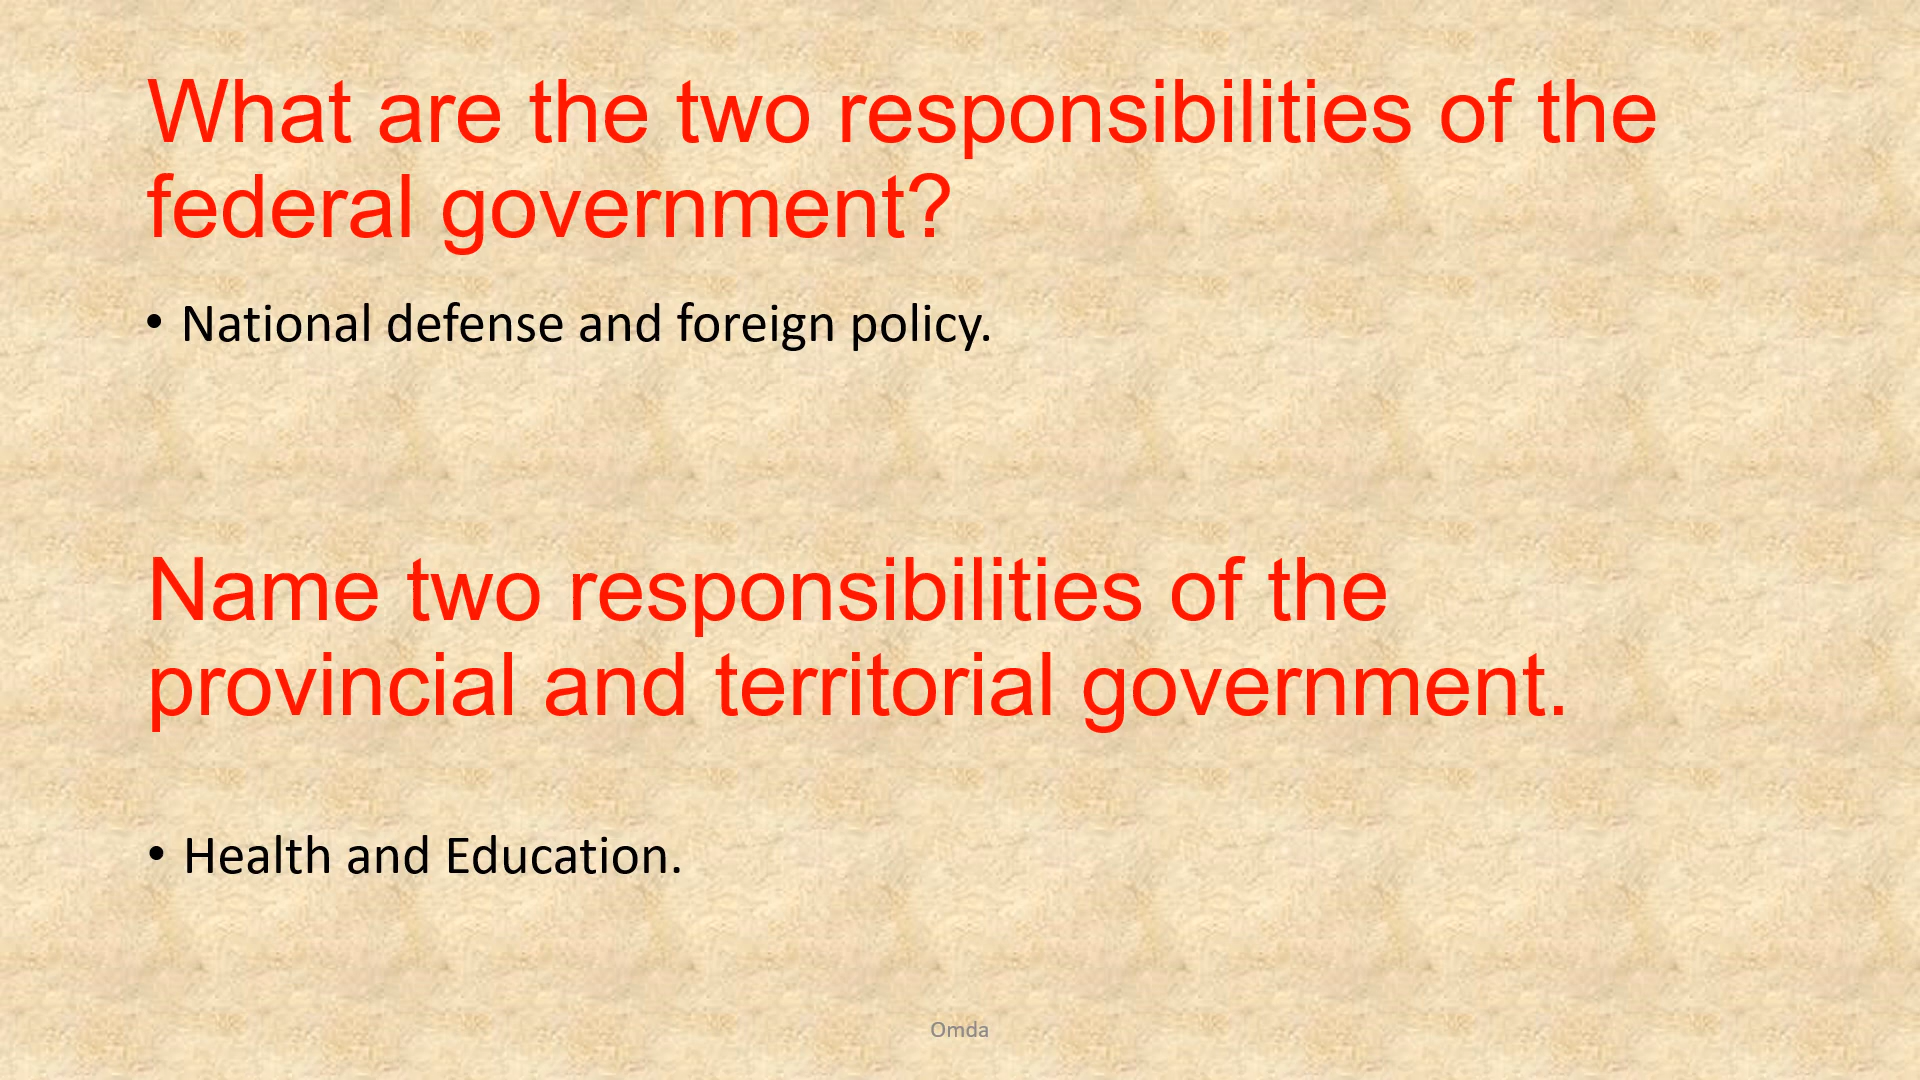 What are the two responsibilities of the
federal government?
• National defense and foreign policy.
Name two responsibilities of the
provincial and territorial government.
• Health and Education.
Omda